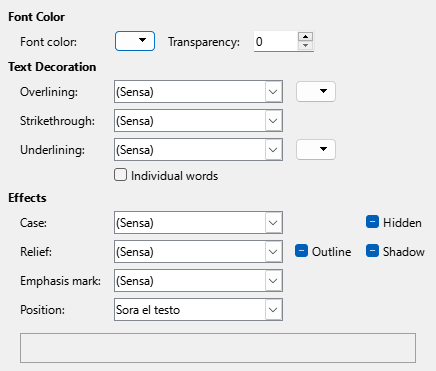 Font Color
Font color: Transparency: 0
Text Decoration
Overlining: (Sensa)
Strikethrough: (Sensa)
Underlining: (Sensa)
Individual words
Effects
Case: (Sensa) Hidden
Relief: (Sensa) Outline Shadow
Emphasis mark: (Sensa)
Position: Sora el testo